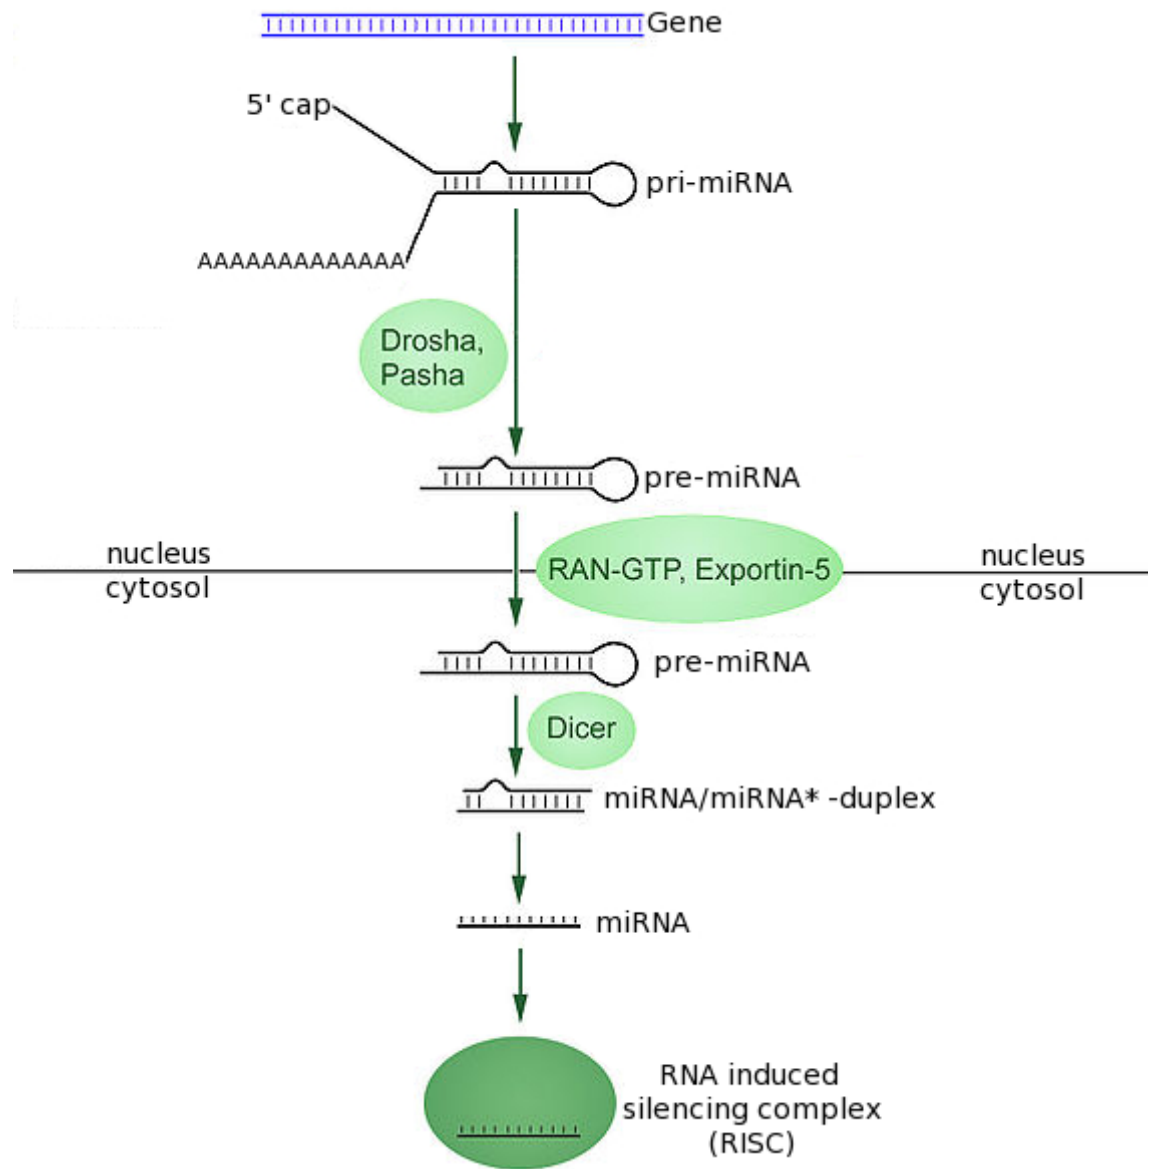 Gene
5' cap
pri-miRNA
AAAAAAAAAAAAA
Drosha,
Pasha
pre-miRNA
nucleus
cytosol
RAN-GTP, Exportin-5
nucleus
cytosol
pre-miRNA
Dicer
miRNA/miRNA* -duplex
miRNA
RNA induced
silencing complex
(RISC)